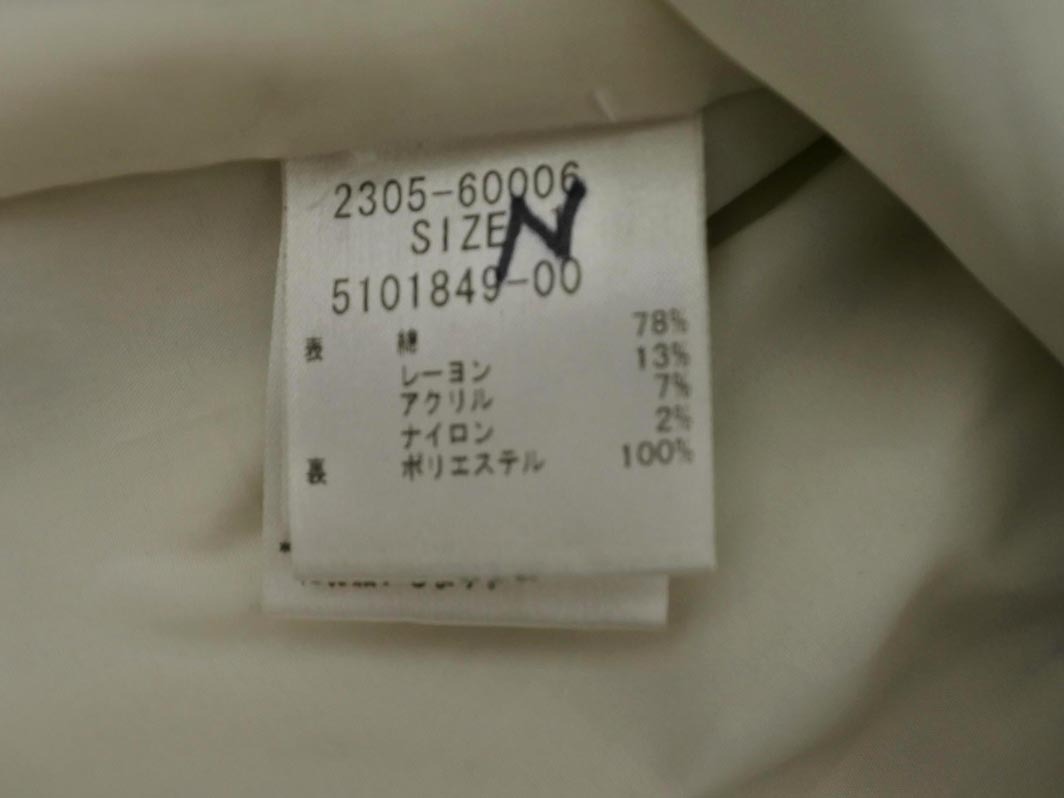 2305-60006
SIZE N
5101849-00
表 綿 78%
レーヨン 13%
アクリル 7%
ナイロン 2%
裏 ポリエステル 100%
*